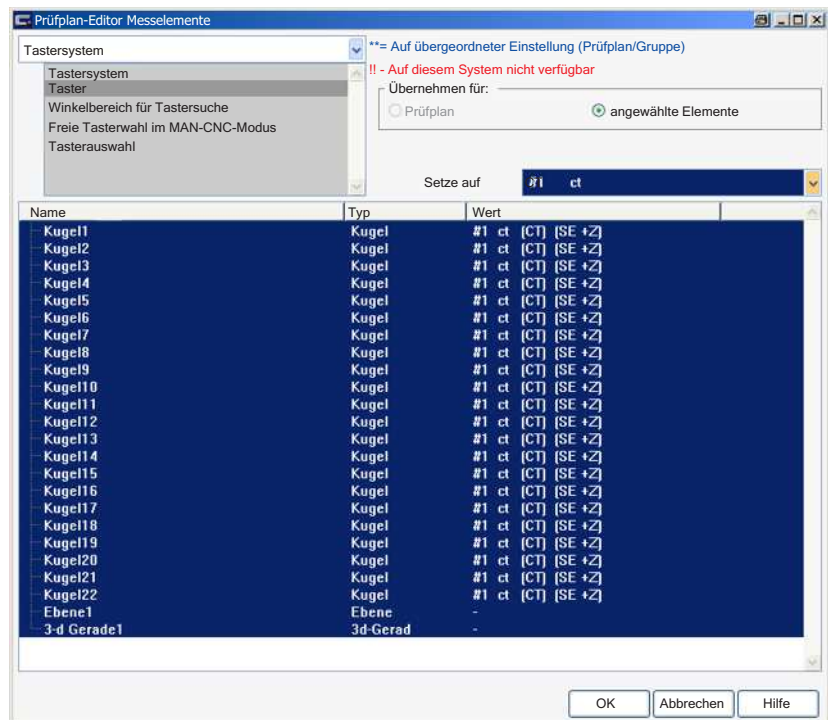 Prüfplan-Editor Messelemente
Tastersystem
Tastersystem
Taster
Winkelbereich für Tastersuche
Freie Tasterwahl im MAN-CNC-Modus
Tasterauswahl
**= Auf übergeordneter Einstellung (Prüfplan/Gruppe)
!! - Auf diesem System nicht verfügbar
Übernehmen für:
Prüfplan angewählte Elemente
Setze auf #1 ct
Name Typ Wert
Kugel1 Kugel #1 ct (CT) (SE +Z)
Kugel2 Kugel #1 ct (CT) (SE +Z)
Kugel3 Kugel #1 ct (CT) (SE +Z)
Kugel4 Kugel #1 ct (CT) (SE +Z)
Kugel5 Kugel #1 ct (CT) (SE +Z)
Kugel6 Kugel #1 ct (CT) (SE +Z)
Kugel7 Kugel #1 ct (CT) (SE +Z)
Kugel8 Kugel #1 ct (CT) (SE +Z)
Kugel9 Kugel #1 ct (CT) (SE +Z)
Kugel10 Kugel #1 ct (CT) (SE +Z)
Kugel11 Kugel #1 ct (CT) (SE +Z)
Kugel12 Kugel #1 ct (CT) (SE +Z)
Kugel13 Kugel #1 ct (CT) (SE +Z)
Kugel14 Kugel #1 ct (CT) (SE +Z)
Kugel15 Kugel #1 ct (CT) (SE +Z)
Kugel16 Kugel #1 ct (CT) (SE +Z)
Kugel17 Kugel #1 ct (CT) (SE +Z)
Kugel18 Kugel #1 ct (CT) (SE +Z)
Kugel19 Kugel #1 ct (CT) (SE +Z)
Kugel20 Kugel #1 ct (CT) (SE +Z)
Kugel21 Kugel #1 ct (CT) (SE +Z)
Kugel22 Kugel #1 ct (CT) (SE +Z)
Ebene1 Ebene -
3-d Gerade1 3d-Gerad -
OK Abbrechen Hilfe